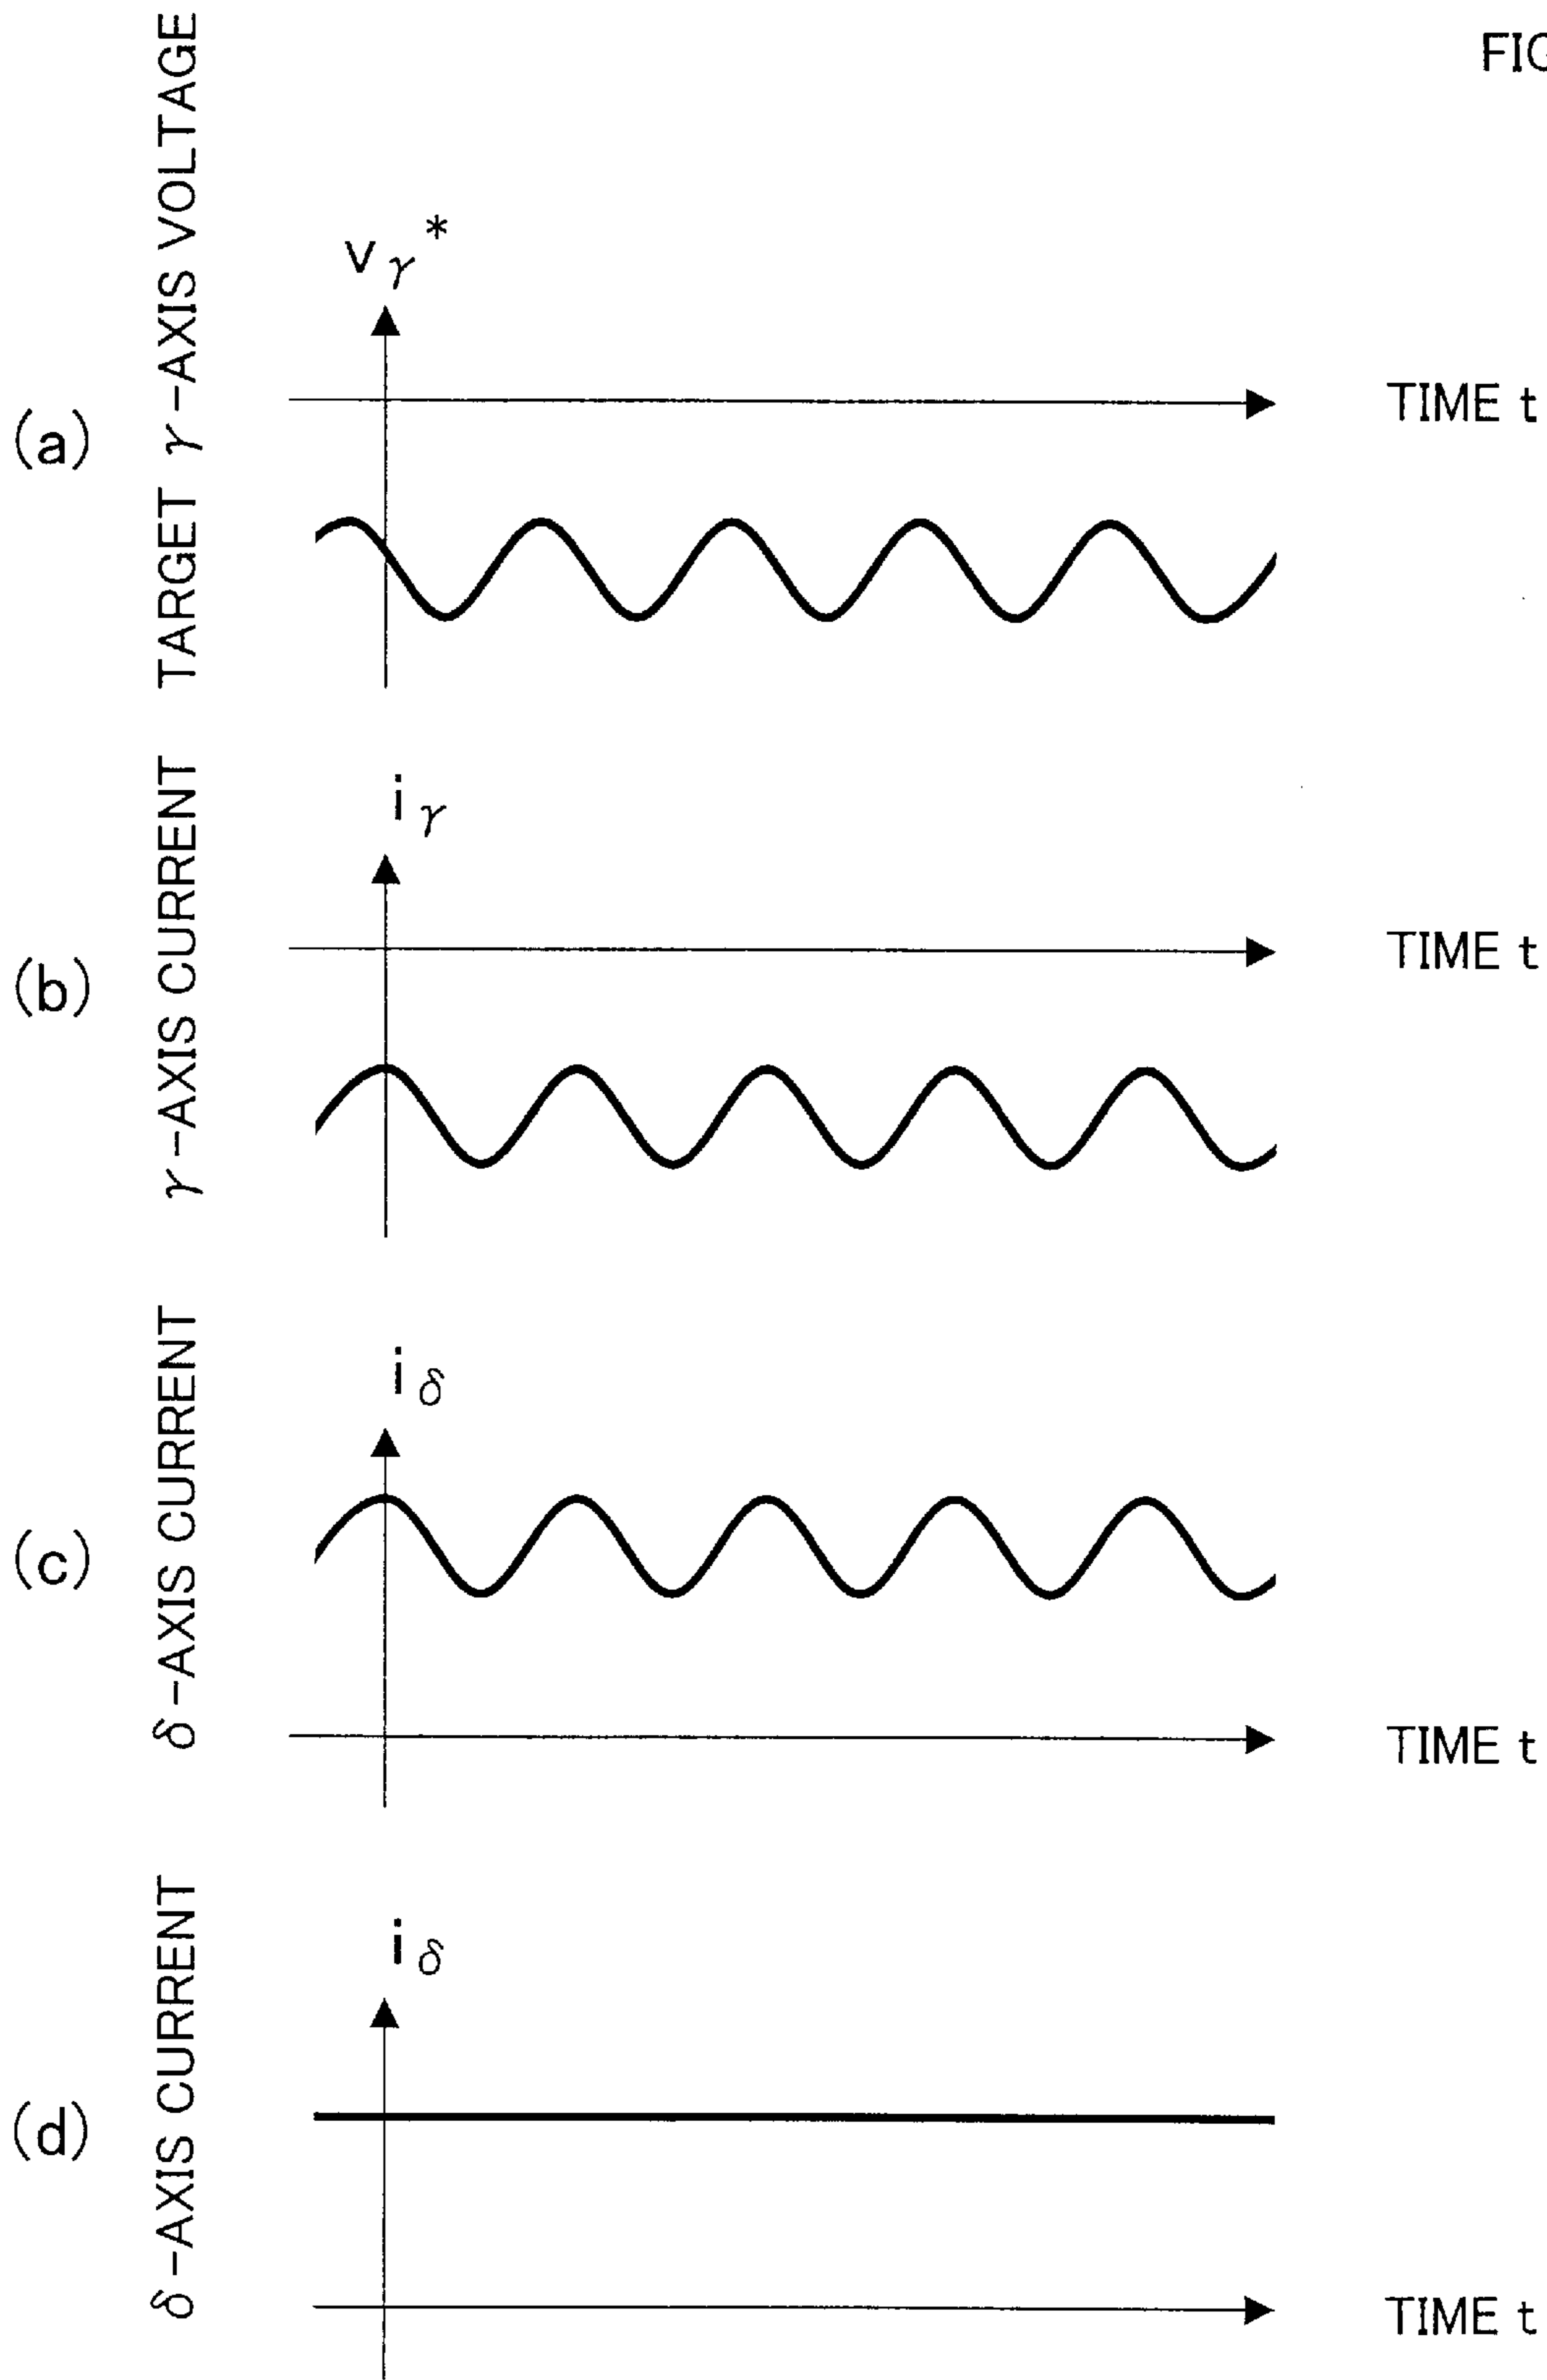 FIG
(a)
TARGET γ-AXIS VOLTAGE
vγ*
TIME t
(b)
γ-AXIS CURRENT
iγ
TIME t
(c)
δ-AXIS CURRENT
iδ
TIME t
(d)
δ-AXIS CURRENT
iδ
TIME t